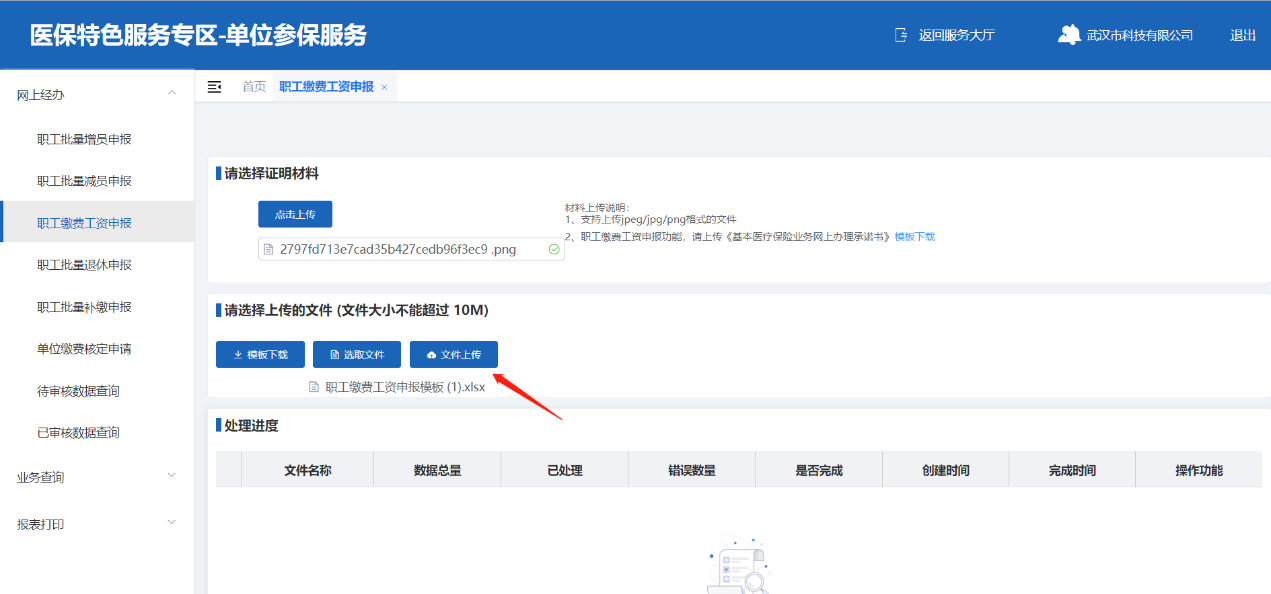 医保特色服务专区-单位参保服务
返回服务大厅
武汉市科技有限公司
退出
网上经办
首页
职工缴费工资申报 ×
职工批量增员申报
职工批量减员申报
职工缴费工资申报
职工批量退休申报
职工批量补缴申报
单位缴费核定申请
待审核数据查询
已审核数据查询
业务查询
报表打印
请选择证明材料
点击上传
材料上传说明：
1、支持上传jpeg/jpg/png格式的文件
2、职工缴费工资申报功能，请上传《基本医疗保险业务网上办理承诺书》模板下载
2797fd713e7cad35b427cedb96f3ec9 .png
请选择上传的文件 (文件大小不能超过 10M)
模板下载
选取文件
文件上传
职工缴费工资申报模板 (1).xlsx
处理进度
文件名称 数据总量 已处理 错误数量 是否完成 创建时间 完成时间 操作功能